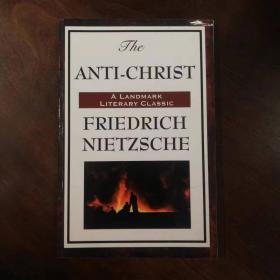 The
ANTI-CHRIST
A LANDMARK
LITERARY CLASSIC
FRIEDRICH
NIETZSCHE